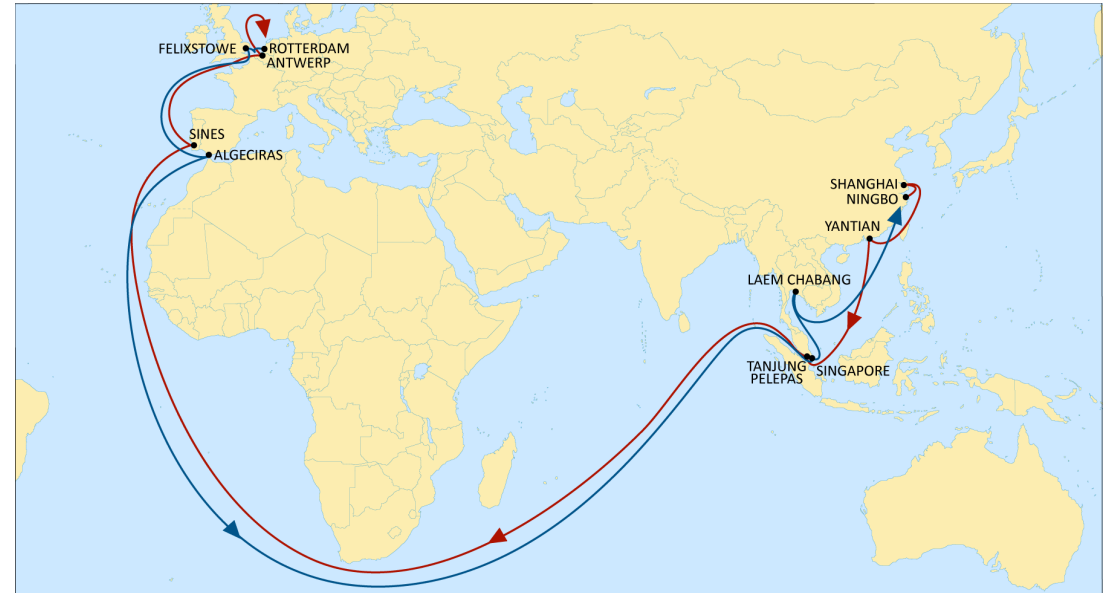 FELIXSTOWE
ROTTERDAM
ANTWERP
SINES
ALGECIRAS
SHANGHAI
NINGBO
YANTIAN
LAEM CHABANG
TANJUNG
PELEPAS
SINGAPORE